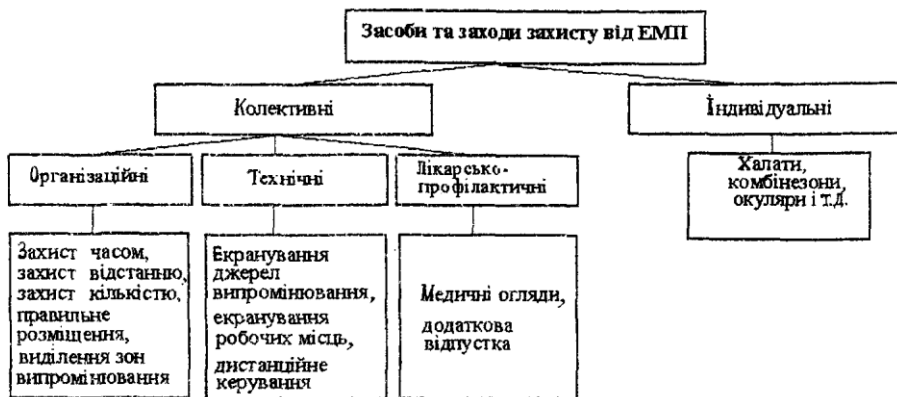 Засоби та заходи захисту від ЕМП
Колективні
Індивидуальні
Організаційні
Технічні
Лікарсько-
профілактичні
Халати,
комбінезони,
окуляри і т.д.
Захист часом,
захист відстанню,
захист кількістю,
правильне
розміщення,
виділення зон
випромінювання
Екранування
джерел
випромінювання,
екранування
робочих місць,
дистанційне
керування
Медичні огляди,
додаткова
відпустка